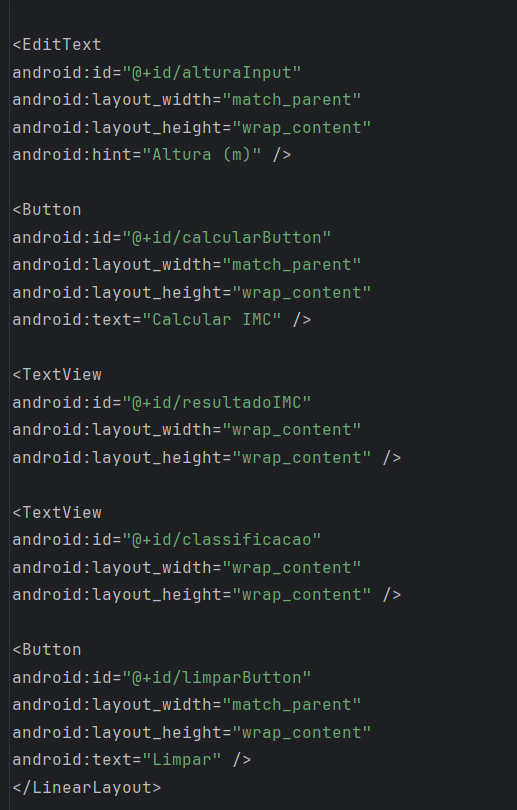 <EditText
android:id="@+id/alturaInput"
android:layout_width="match_parent"
android:layout_height="wrap_content"
android:hint="Altura (m)" />
<Button
android:id="@+id/calcularButton"
android:layout_width="match_parent"
android:layout_height="wrap_content"
android:text="Calcular IMC" />
<TextView
android:id="@+id/resultadoIMC"
android:layout_width="wrap_content"
android:layout_height="wrap_content" />
<TextView
android:id="@+id/classificacao"
android:layout_width="wrap_content"
android:layout_height="wrap_content" />
<Button
android:id="@+id/limparButton"
android:layout_width="match_parent"
android:layout_height="wrap_content"
android:text="Limpar" />
</LinearLayout>